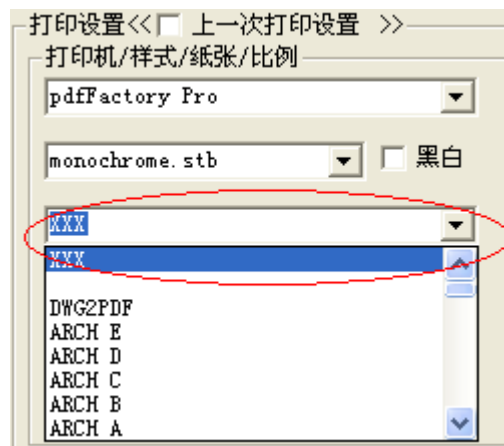 打印设置<< 上一次打印设置 >>
打印机/样式/纸张/比例
pdfFactory Pro
monochrome.stb 黑白
XXX
XXX
DWG2PDF
ARCH E
ARCH D
ARCH C
ARCH B
ARCH A